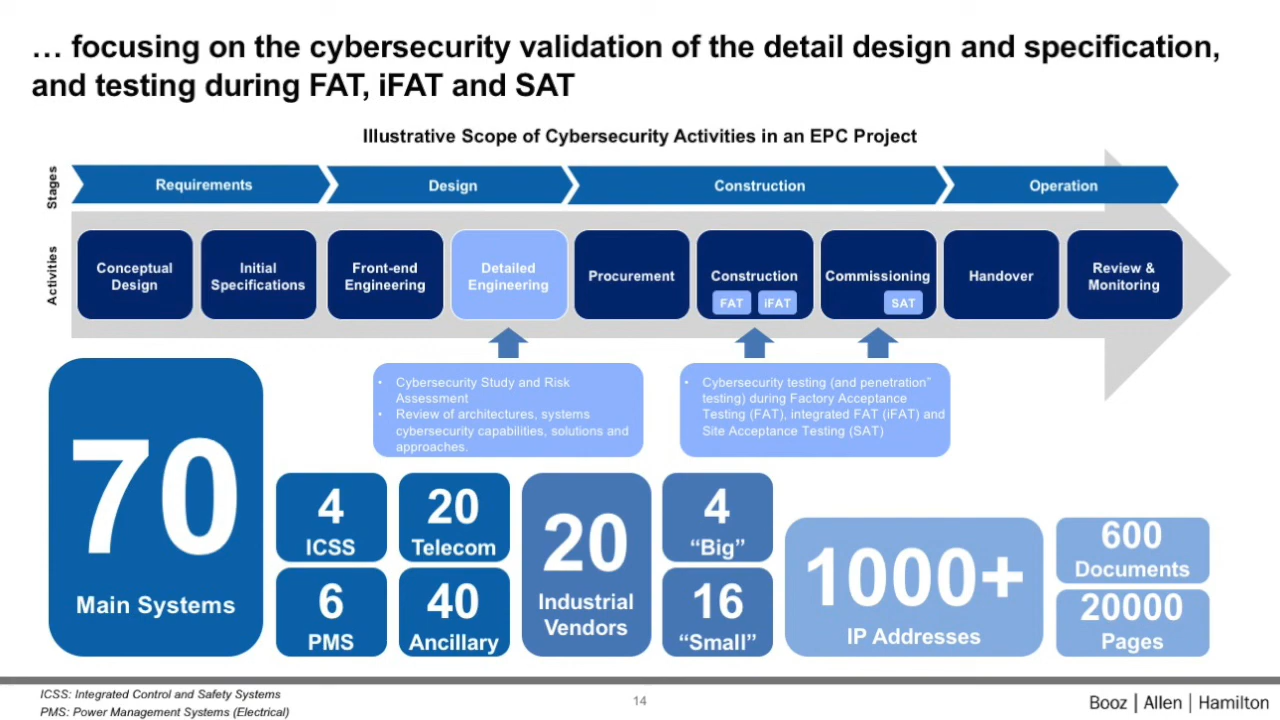 … focusing on the cybersecurity validation of the detail design and specification,
and testing during FAT, iFAT and SAT
Illustrative Scope of Cybersecurity Activities in an EPC Project
Stages
Requirements
Design
Construction
Operation
Activities
Conceptual
Design
Initial
Specifications
Front-end
Engineering
Detailed
Engineering
Procurement
Construction
FAT
iFAT
Commissioning
SAT
Handover
Review &
Monitoring
• Cybersecurity Study and Risk
Assessment
• Review of architectures, systems
cybersecurity capabilities, solutions and
approaches.
• Cybersecurity testing (and penetration”
testing) during Factory Acceptance
Testing (FAT), integrated FAT (iFAT) and
Site Acceptance Testing (SAT)
70
Main Systems
4
ICSS
20
Telecom
6
PMS
40
Ancillary
20
Industrial
Vendors
4
“Big”
16
“Small”
1000+
IP Addresses
600
Documents
20000
Pages
ICSS: Integrated Control and Safety Systems
PMS: Power Management Systems (Electrical)
14
Booz | Allen | Hamilton